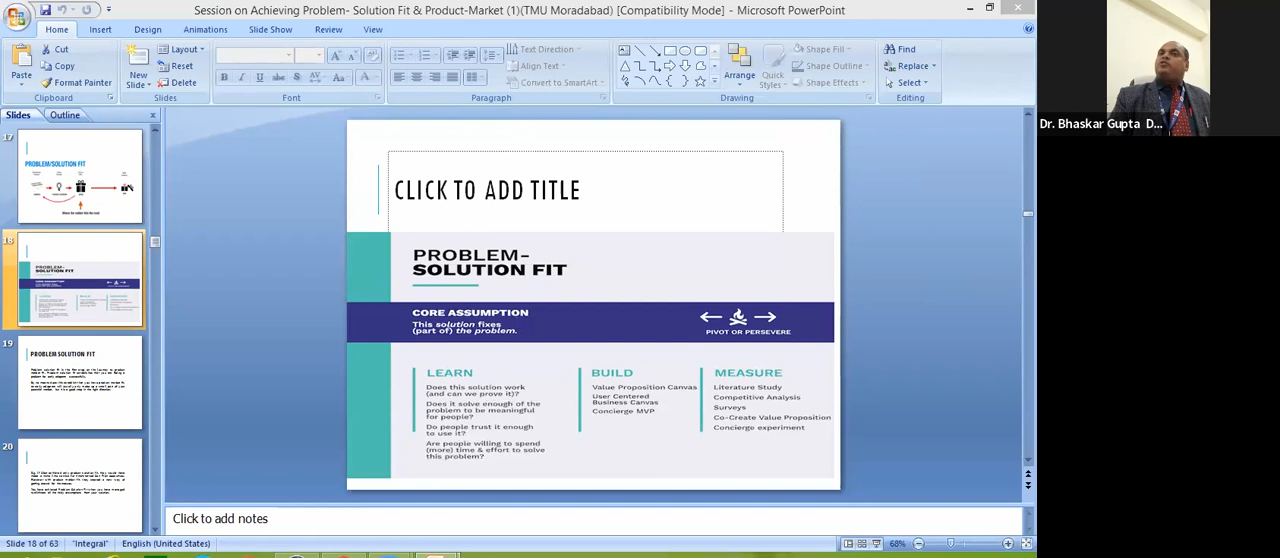 Session on Achieving Problem- Solution Fit & Product-Market (1)(TMU Moradabad) [Compatibility Mode] - Microsoft PowerPoint
Home Insert Design Animations Slide Show Review View
Paste
Cut
Copy
Format Painter
Clipboard
New
Slide
Layout
Reset
Delete
Slides
Font
Text Direction
Align Text
Convert to SmartArt
Paragraph
Arrange
Quick
Styles
Shape Fill
Shape Outline
Shape Effects
Drawing
Find
Replace
Select
Editing
Slides Outline
17
PROBLEM/SOLUTION FIT
18
PROBLEM-
SOLUTION FIT
19
PROBLEM SOLUTION FIT
20
CLICK TO ADD TITLE
PROBLEM-
SOLUTION FIT
CORE ASSUMPTION
This solution fixes
(part of) the problem.
PIVOT OR PERSEVERE
LEARN
Does this solution work
(and can we prove it)?
Does it solve enough of the
problem to be meaningful
for people?
Do people trust it enough
to use it?
Are people willing to spend
(more) time & effort to solve
this problem?
BUILD
Value Proposition Canvas
User Centered
Business Canvas
Concierge MVP
MEASURE
Literature Study
Competitive Analysis
Surveys
Co-Create Value Proposition
Concierge experiment
Click to add notes
Slide 18 of 63 "Integral" English (United States) 68%
Dr. Bhaskar Gupta D...